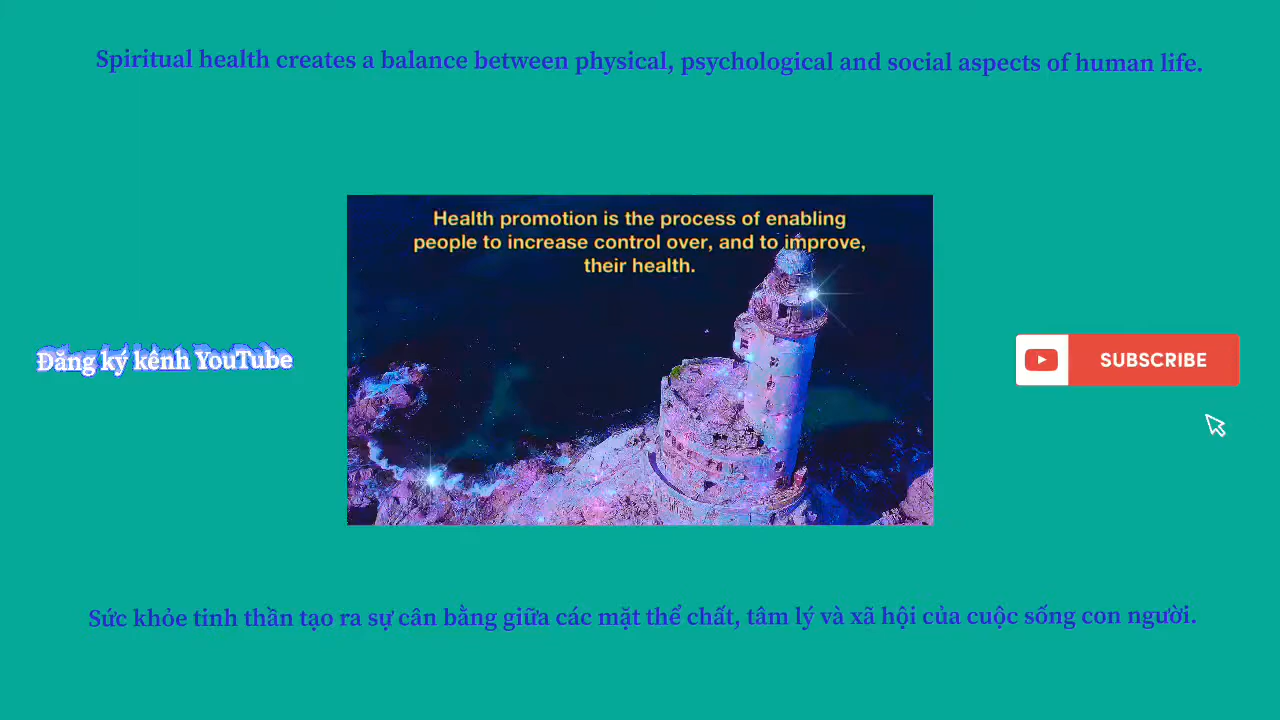 Spiritual health creates a balance between physical, psychological and social aspects of human life.
Health promotion is the process of enabling
people to increase control over, and to improve,
their health.
Đăng ký kênh YouTube
SUBSCRIBE
Sức khỏe tinh thần tạo ra sự cân bằng giữa các mặt thể chất, tâm lý và xã hội của cuộc sống con người.